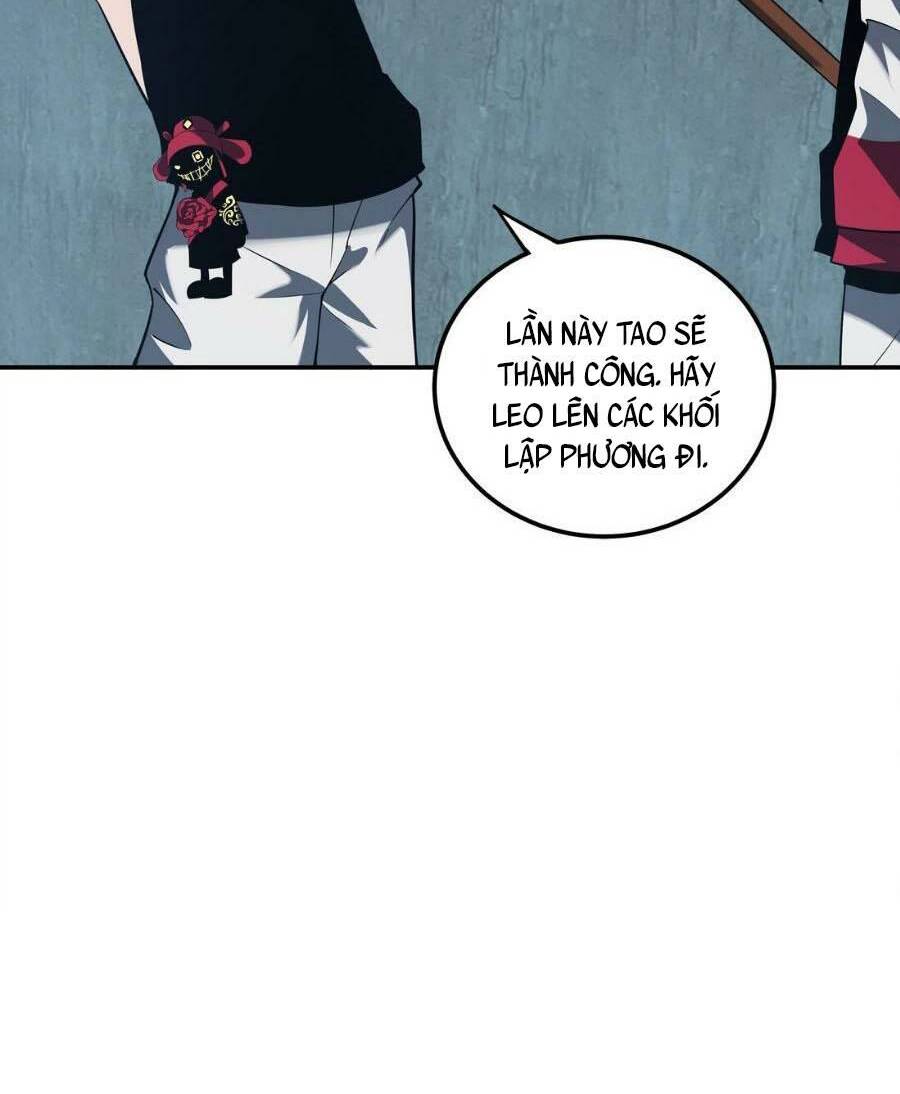 LẦN NÀY TAO SẼ
THÀNH CÔNG. HÃY
LEO LÊN CÁC KHỐI
LẬP PHƯƠNG ĐI.